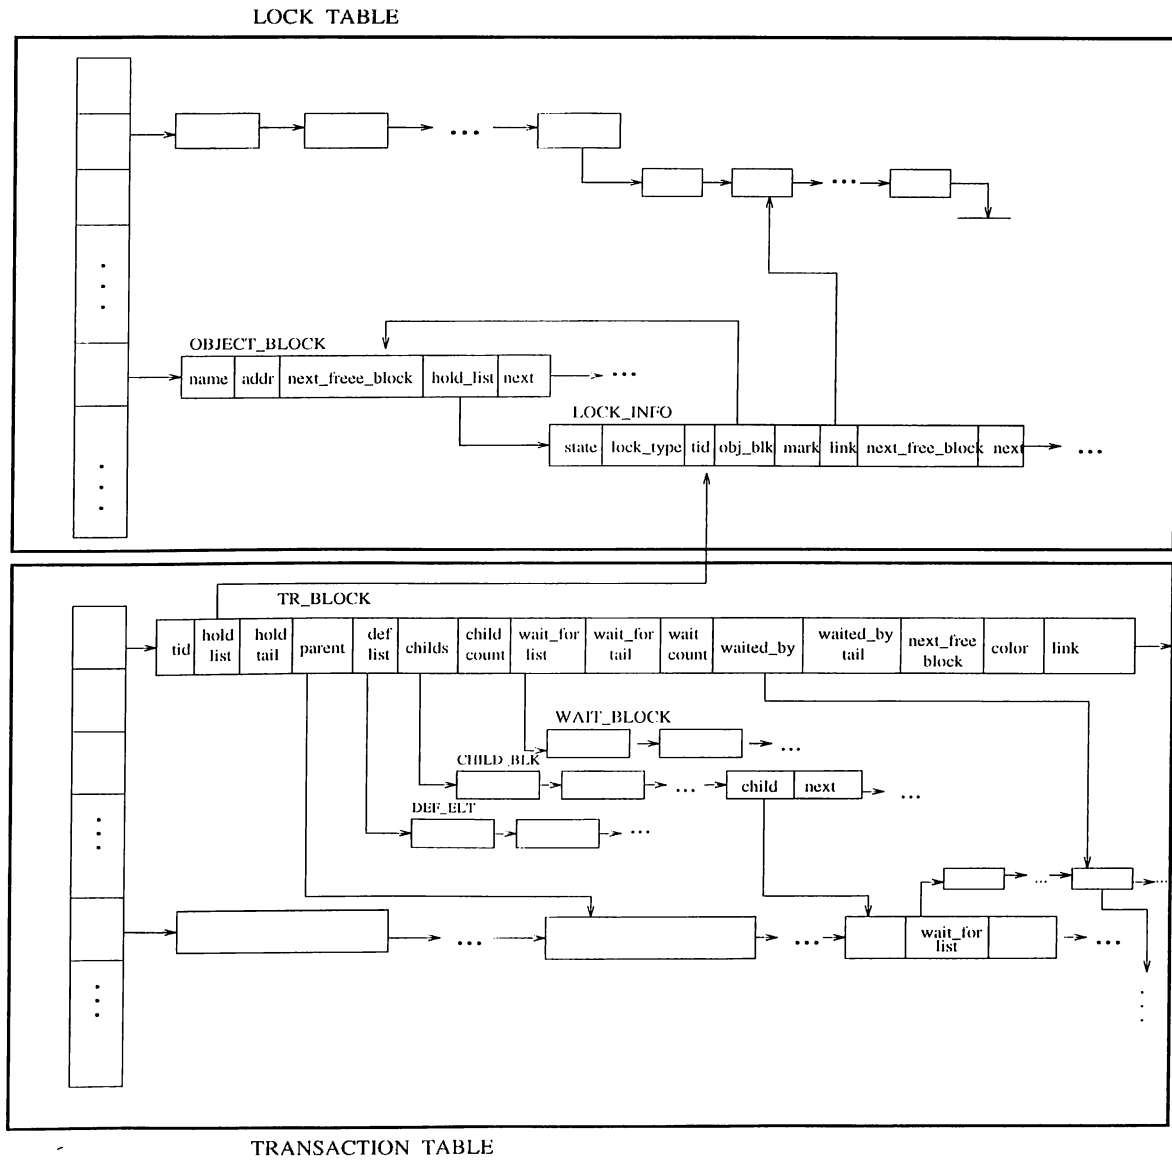 LOCK TABLE
OBJECT_BLOCK
name addr next_freee_block hold_list next
LOCK_INFO
state lock_type tid obj_blk mark link next_free_block next
TR_BLOCK
tid hold list hold tail parent def list childs child count wait_for list wait_for tail wait count waited_by waited_by tail next_free block color link
WAIT_BLOCK
CHILD_BLK
child next
DEF_ELT
wait_for
list
TRANSACTION TABLE